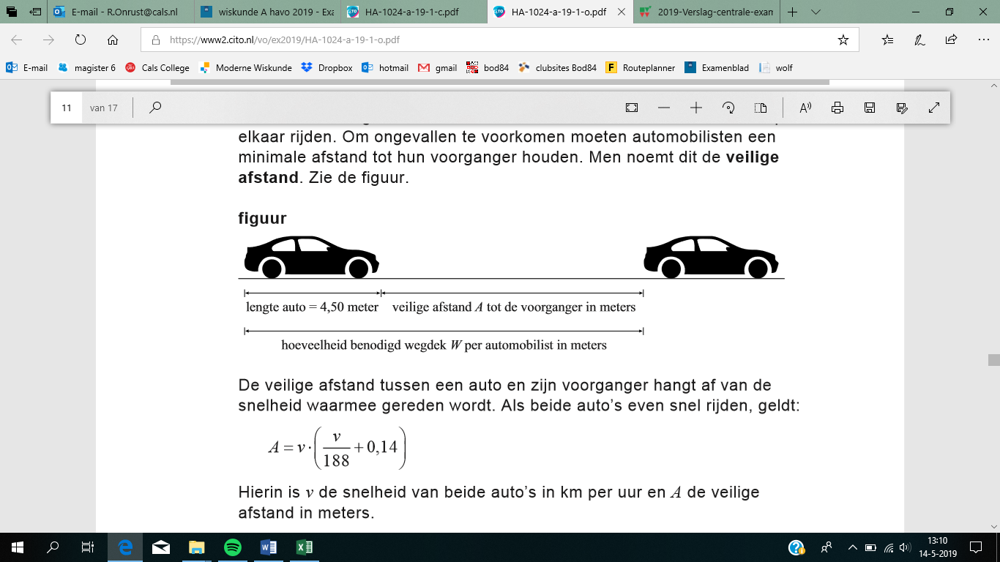 E-mail - R.Onrust@cals.nl
wiskunde A havo 2019 - Exa
HA-1024-a-19-1-c.pdf
HA-1024-a-19-1-o.pdf
2019-Verslag-centrale-exam
https://www2.cito.nl/vo/ex2019/HA-1024-a-19-1-o.pdf
E-mail magister 6 Cals College Moderne Wiskunde Dropbox hotmail gmail bod84 clubsites Bod84 Routeplanner Examenblad wolf
11 van 17
elkaar rijden. Om ongevallen te voorkomen moeten automobilisten een
minimale afstand tot hun voorganger houden. Men noemt dit de veilige
afstand. Zie de figuur.
figuur
lengte auto = 4,50 meter veilige afstand A tot de voorganger in meters
hoeveelheid benodigd wegdek W per automobilist in meters
De veilige afstand tussen een auto en zijn voorganger hangt af van de
snelheid waarmee gereden wordt. Als beide auto's even snel rijden, geldt:
A = v · (v/188 + 0,14)
Hierin is v de snelheid van beide auto's in km per uur en A de veilige
afstand in meters.
13:10
14-5-2019